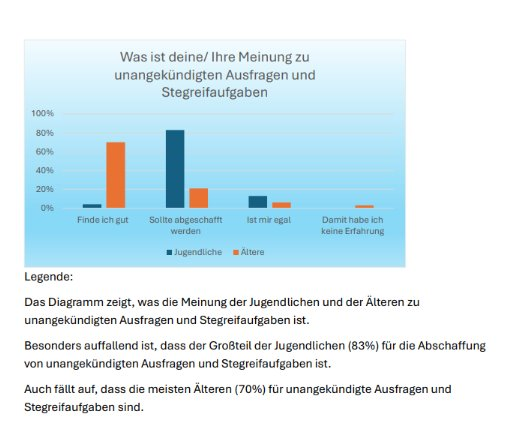 Was ist deine/ Ihre Meinung zu
unangekündigten Ausfragen und
Stegreifaufgaben
100%
80%
60%
40%
20%
0%
Finde ich gut
Sollte abgeschafft
werden
Ist mir egal
Damit habe ich
keine Erfahrung
Jugendliche Ältere
Legende:
Das Diagramm zeigt, was die Meinung der Jugendlichen und der Älteren zu
unangekündigten Ausfragen und Stegreifaufgaben ist.
Besonders auffallend ist, dass der Großteil der Jugendlichen (83%) für die Abschaffung
von unangekündigten Ausfragen und Stegreifaufgaben ist.
Auch fällt auf, dass die meisten Älteren (70%) für unangekündigte Ausfragen und
Stegreifaufgaben sind.